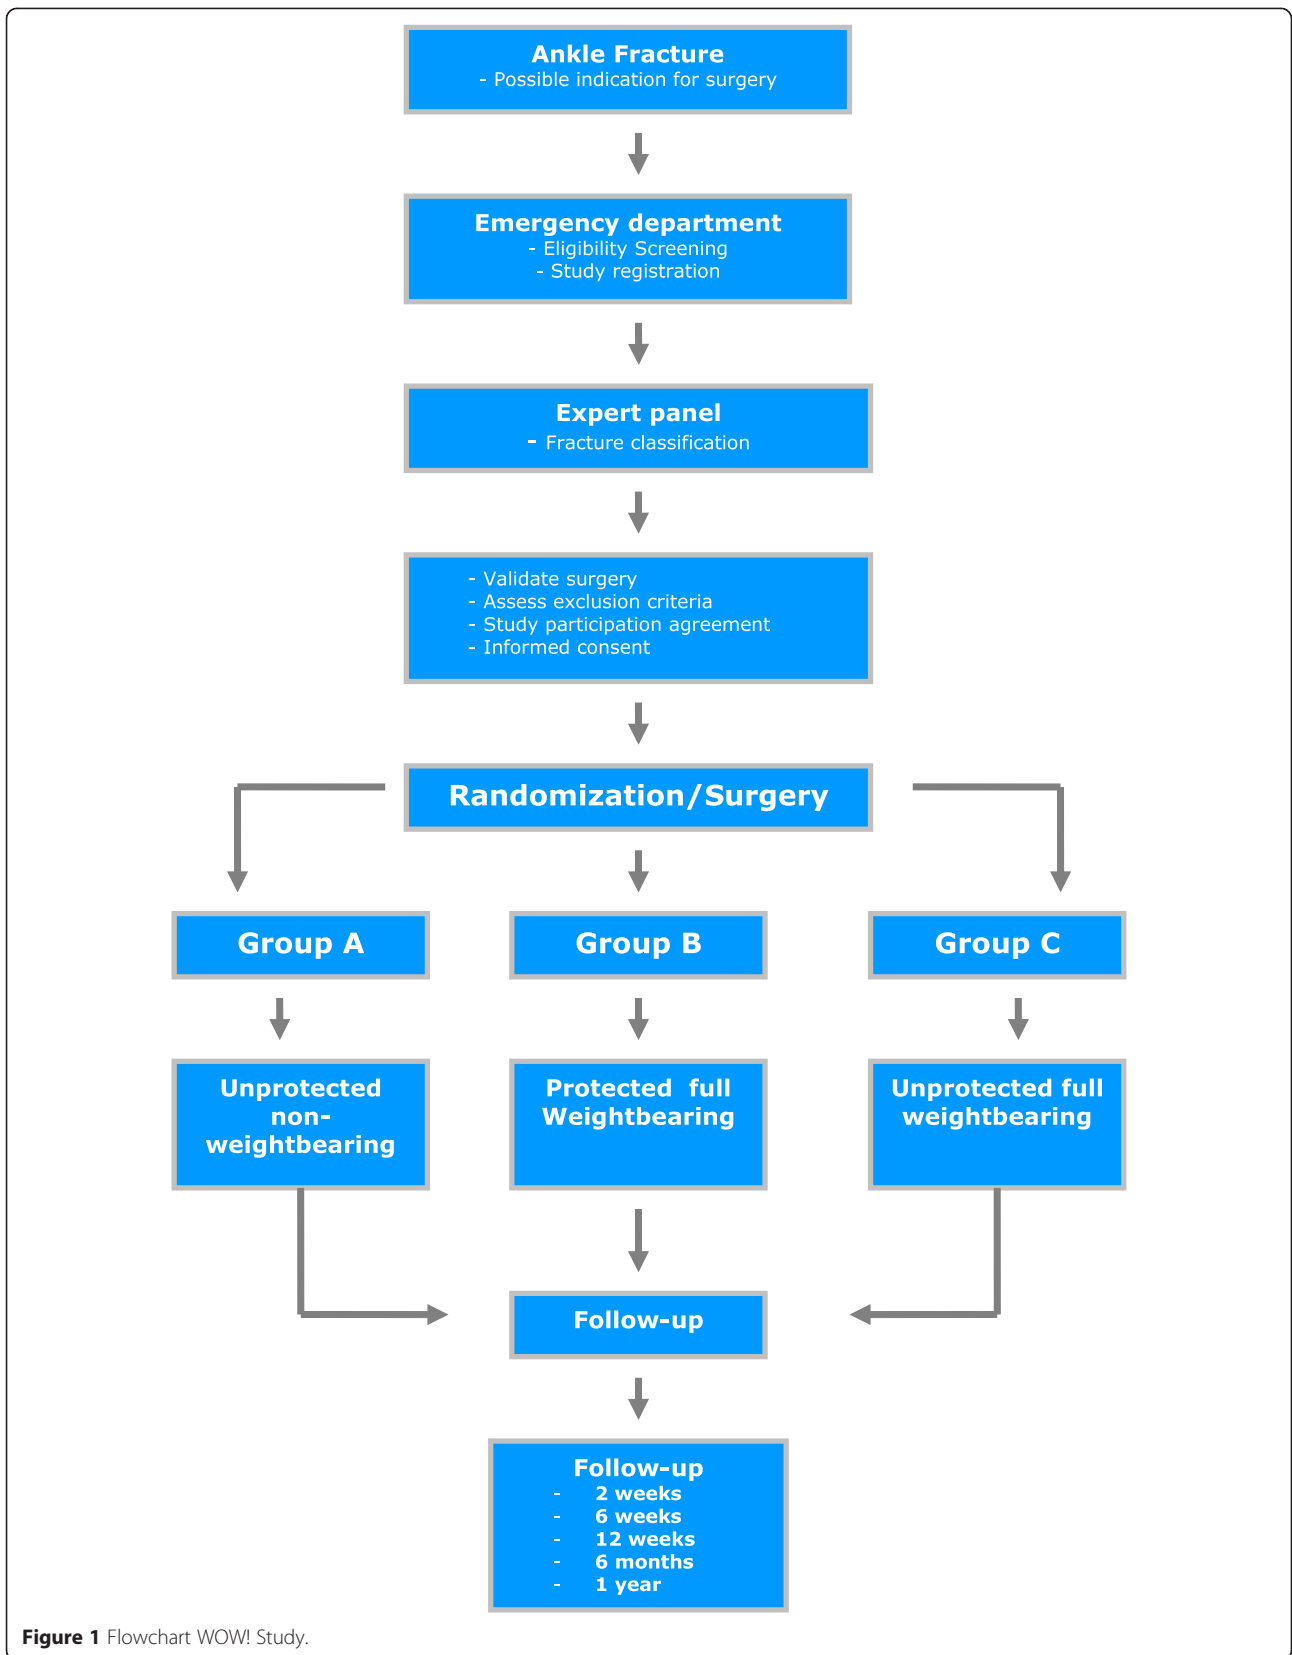 Ankle Fracture
- Possible indication for surgery
Emergency department
- Eligibility Screening
- Study registration
Expert panel
- Fracture classification
- Validate surgery
- Assess exclusion criteria
- Study participation agreement
- Informed consent
Randomization/Surgery
Group A
Group B
Group C
Unprotected
non-
weightbearing
Protected full
Weightbearing
Unprotected full
weightbearing
Follow-up
Follow-up
- 2 weeks
- 6 weeks
- 12 weeks
- 6 months
- 1 year
Figure 1 Flowchart WOW! Study.